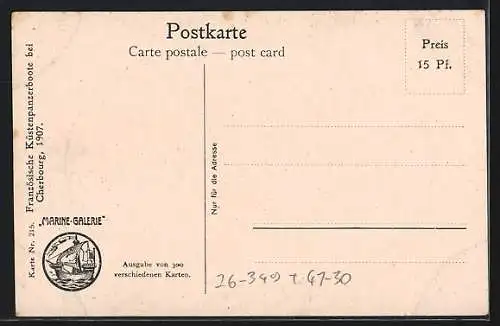 Postkarte
Carte postale — post card
Preis
15 Pf.
Karte Nr. 215. Französische Küstenpanzerboote bei
Cherbourg, 1907.
„MARINE-GALERIE“
Ausgabe von 300
verschiedenen Karten.
Nur für die Adresse
26-349 t. 47-30